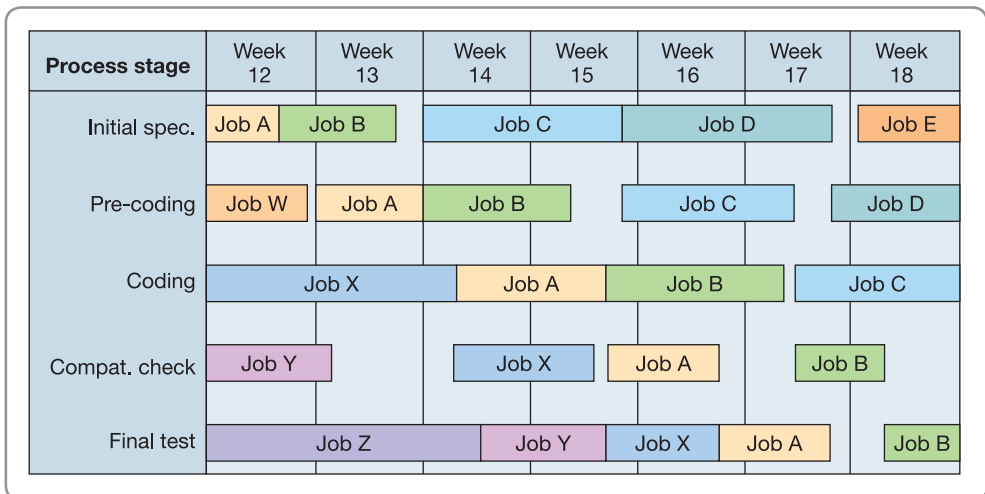 Process stage
Week 12
Week 13
Week 14
Week 15
Week 16
Week 17
Week 18
Initial spec.
Job A
Job B
Job C
Job D
Job E
Pre-coding
Job W
Job A
Job B
Job C
Job D
Coding
Job X
Job A
Job B
Job C
Compat. check
Job Y
Job X
Job A
Job B
Final test
Job Z
Job Y
Job X
Job A
Job B